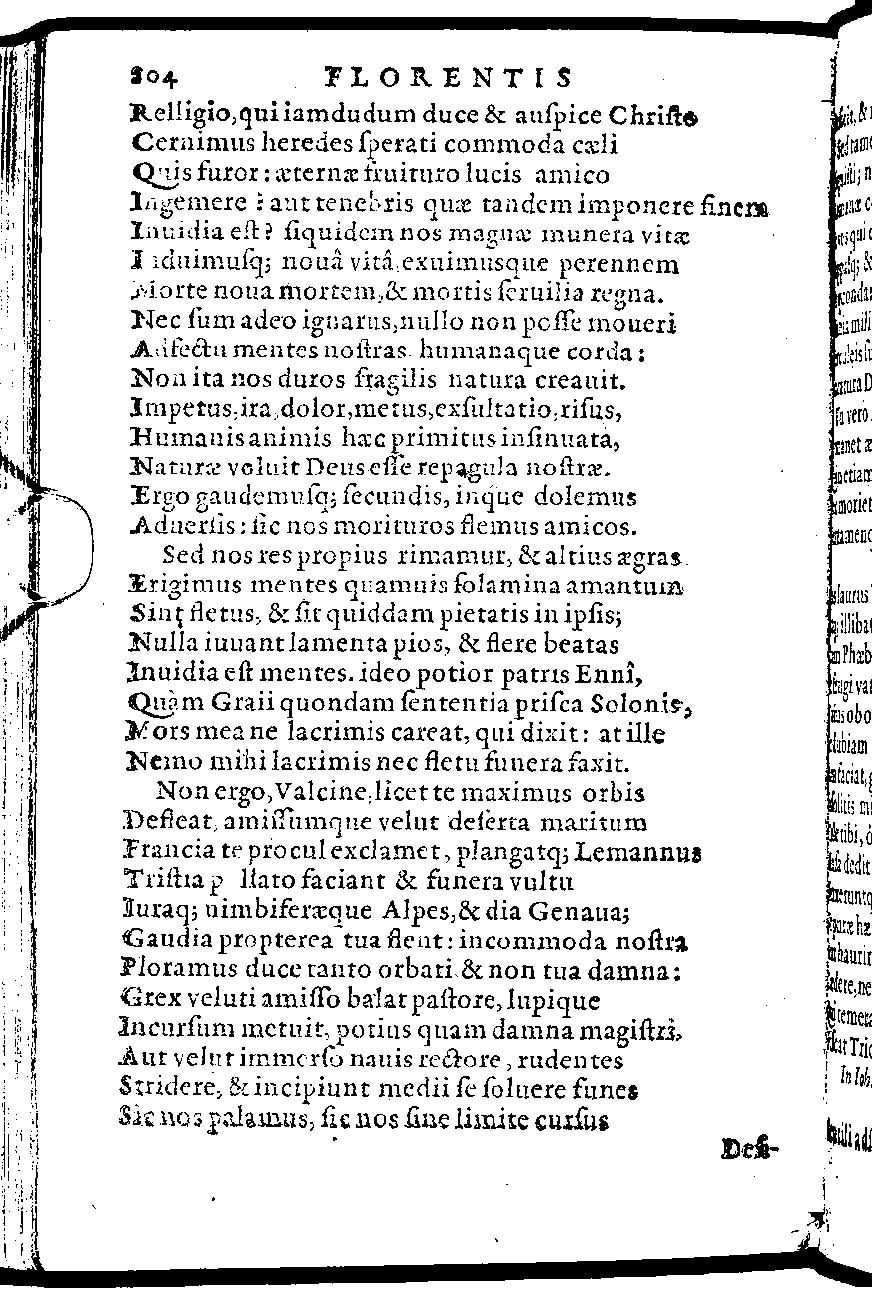 204 FLORENTIS
Relligio, qui iamdudum duce & auſpice Chriſto
Cernimus heredes ſperati commoda cæli
Quis furor: æternæ fruituro lucis amico
Ingemere? aut tenebris quæ tandem imponere finem
Inuidia eſt? ſiquidem nos magnæ munera vitæ
Induimuſq; nouâ vitâ, exuimusque perennem
Morte noua mortem, & mortis ſeruilia regna.
Nec ſum adeo ignarus, nullo non poſſe moueri
Adfectu mentes noſtras. humanaque corda:
Non ita nos duros fragilis natura creauit.
Impetus, ira, dolor, metus, exſultatio, riſus,
Humanis animis hæc primitus inſinuata,
Naturæ voluit Deus eſſe repagula noſtræ.
Ergo gaudemuſq; ſecundis, inque dolemus
Aduerſis: ſic nos morituros flemus amicos.
Sed nos res propius rimamur, & altius ægras
Erigimus mentes quamuis ſolamina amantum
Sint fletus, & ſit quiddam pietatis in ipſis;
Nulla iuuant lamenta pios, & flere beatas
Inuidia eſt mentes. ideo potior patris Ennî,
Quàm Graii quondam ſententia priſca Solonis,
Mors mea ne lacrimis careat, qui dixit: at ille
Nemo mihi lacrimis nec fletu funera faxit.
Non ergo, Valcine, licet te maximus orbis
Defleat, amiſſumque velut deſerta maritum
Francia te procul exclamet, plangatq; Lemannus
Triſtia p llato faciant & funera vultu
Iuraq; nimbiferæque Alpes, & dia Genaua;
Gaudia propterea tua flent: incommoda noſtra
Ploramus duce tanto orbati & non tua damna:
Grex veluti amiſſo balat paſtore, lupique
Incurſum metuit, potius quam damna magiſtri,
Aut velut immerſo nauis rectore, rudentes
Stridere, & incipiunt medii ſe ſoluere funes
Sic nos palamus, ſic nos ſine limite curſus
Deſi-